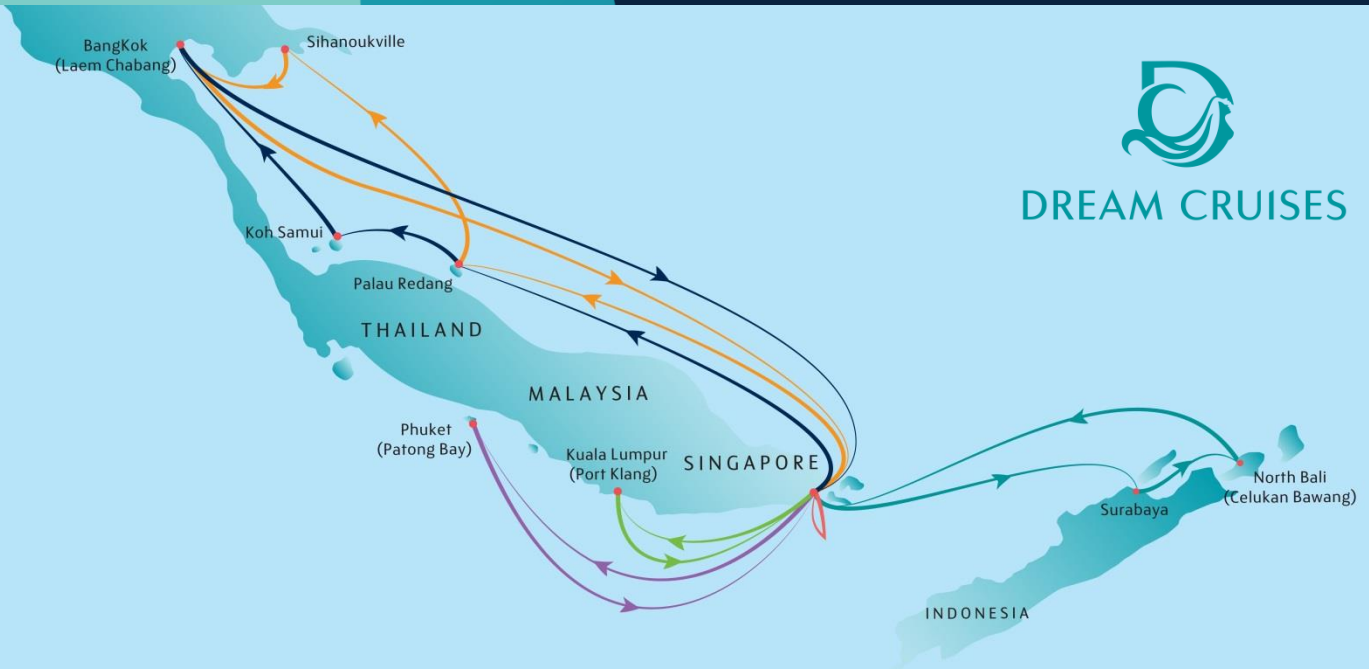 BangKok
(Laem Chabang)
Sihanoukville
DREAM CRUISES
Koh Samui
Palau Redang
THAILAND
MALAYSIA
Phuket
(Patong Bay)
Kuala Lumpur
(Port Klang)
SINGAPORE
North Bali
(Celukan Bawang)
Surabaya
INDONESIA